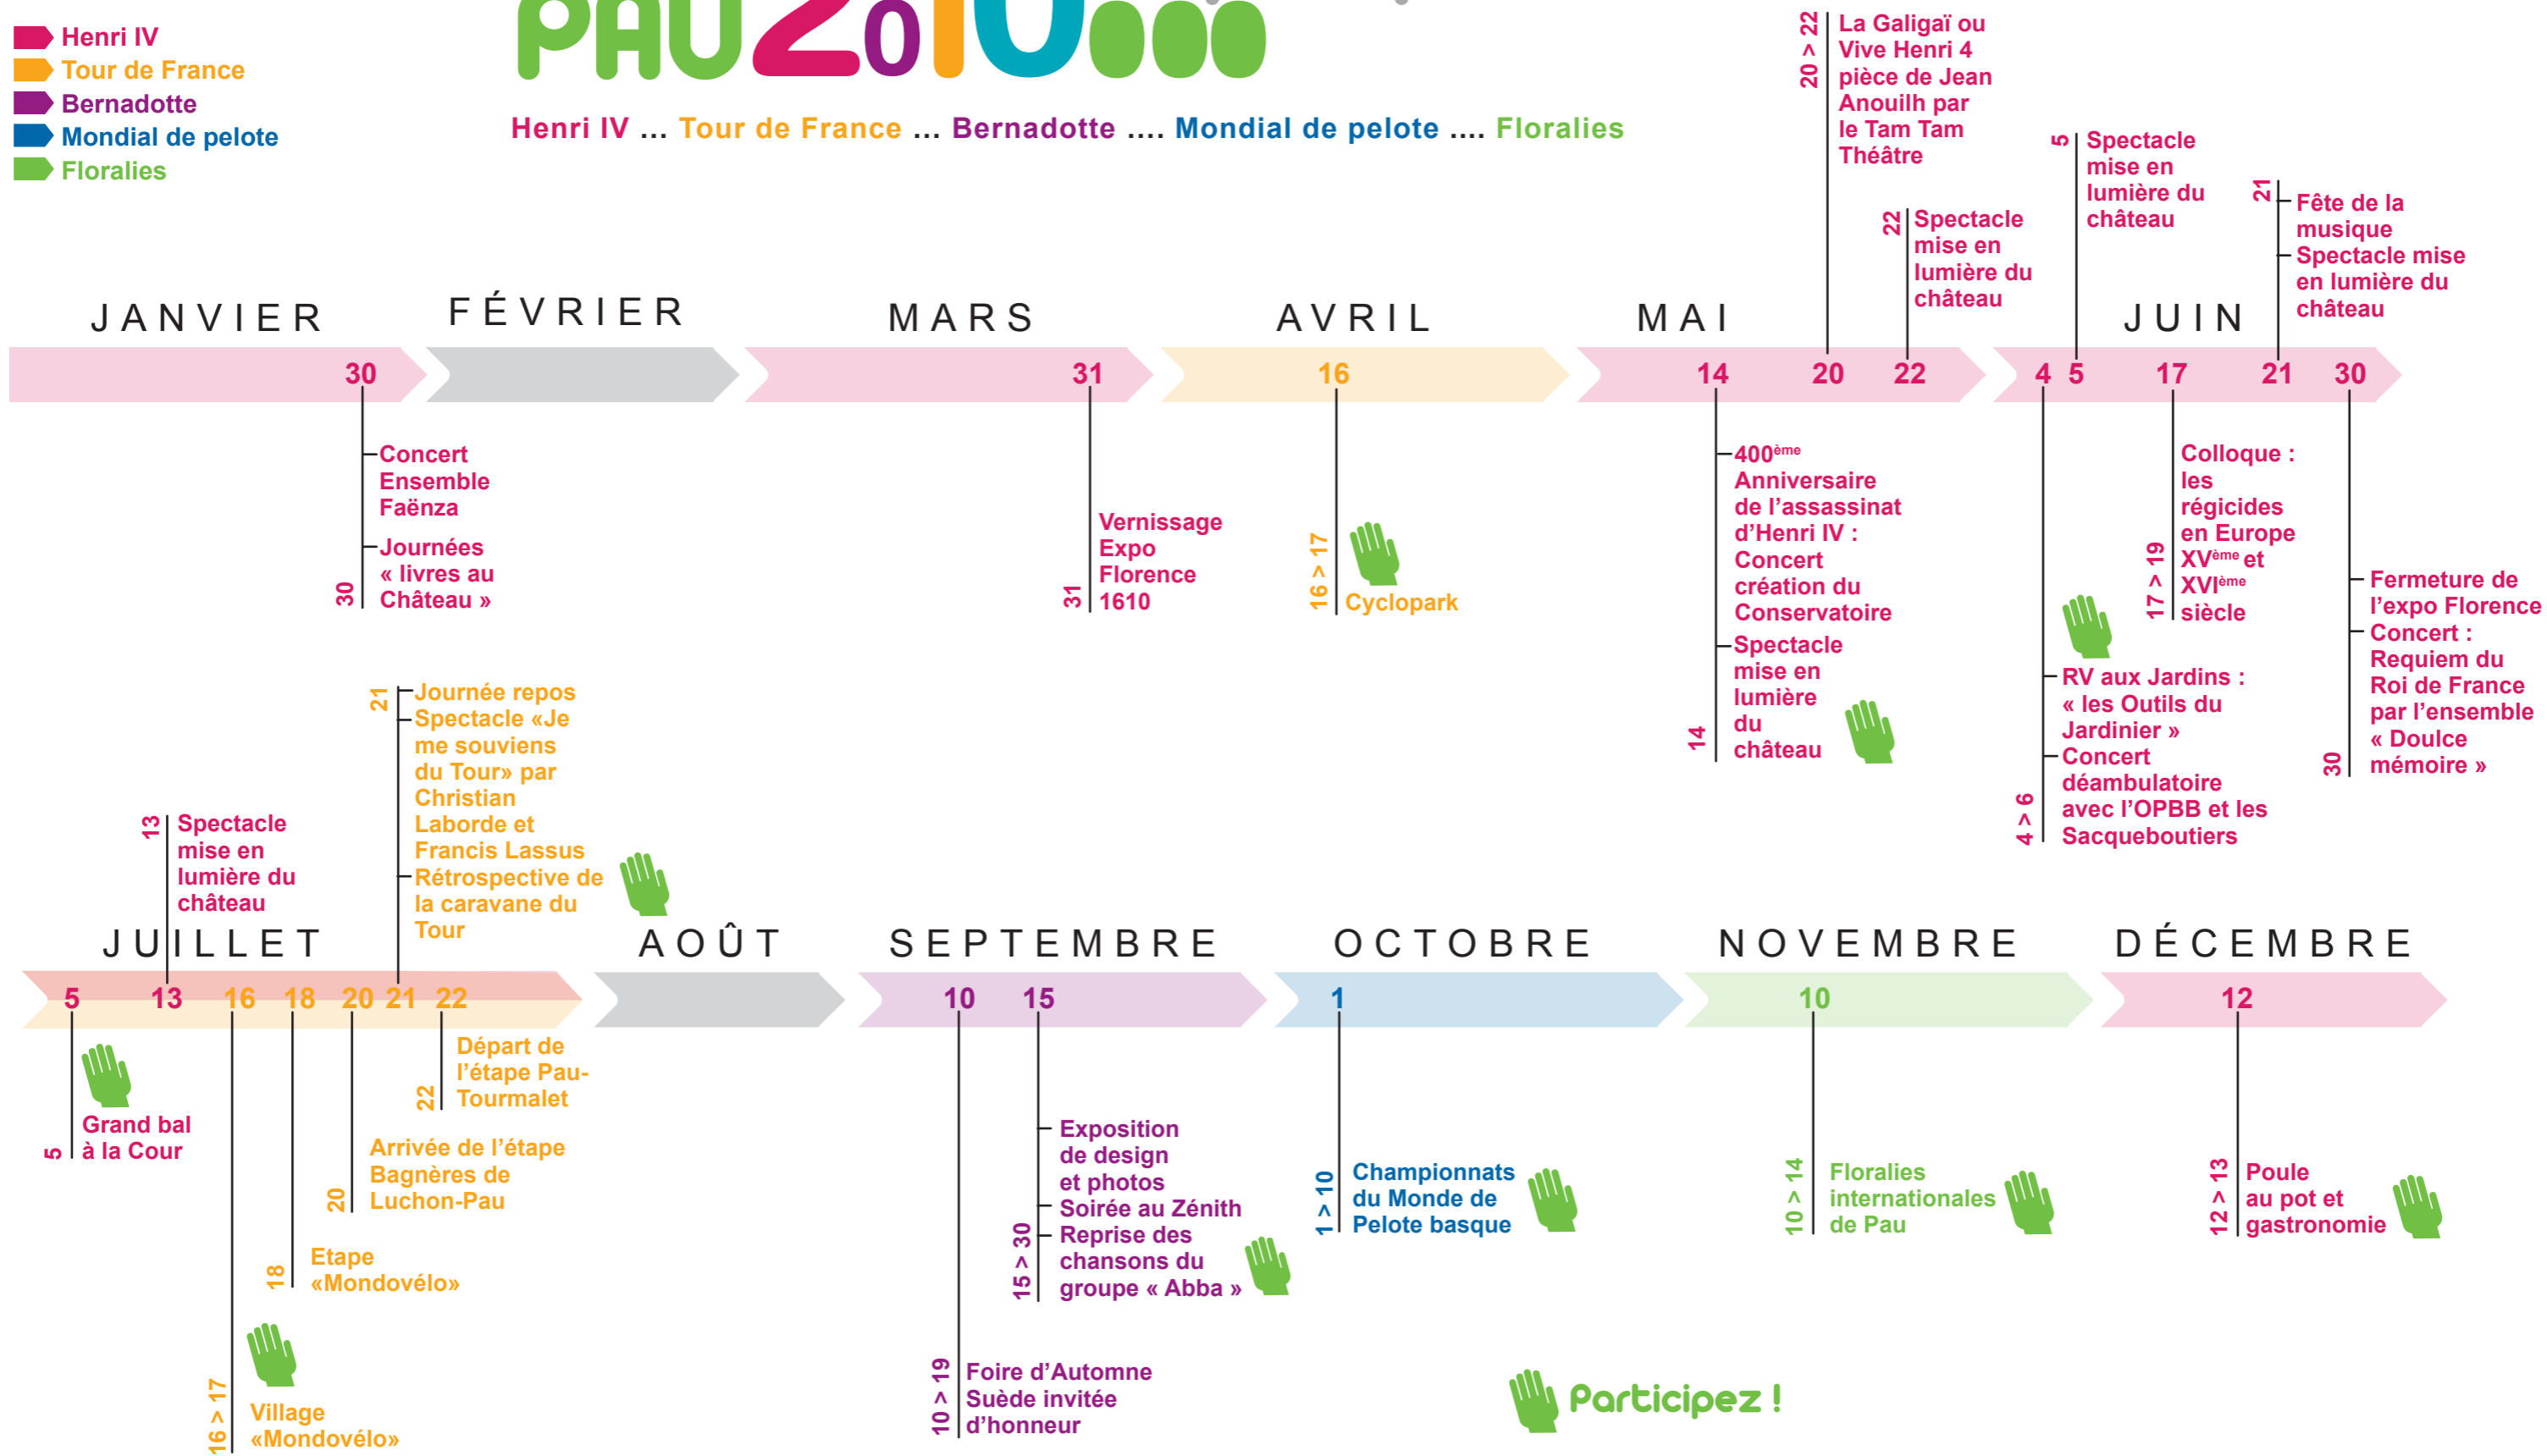 Henri IV
Tour de France
Bernadotte
Mondial de pelote
Floralies
PAU 2010
Henri IV ... Tour de France ... Bernadotte .... Mondial de pelote .... Floralies
20 > 22
La Galigaï ou
Vive Henri 4
pièce de Jean
Anouilh par
le Tam Tam
Théâtre
22
Spectacle
mise en
lumière du
château
5
Spectacle
mise en
lumière du
château
21
Fête de la
musique
Spectacle mise
en lumière du
château
JANVIER
FÉVRIER
MARS
AVRIL
MAI
JUIN
30
31
16
14
20
22
4
5
17
21
30
Concert
Ensemble
Faënza
Journées
« livres au
Château »
30
Vernissage
Expo
Florence
1610
31
16 > 17
Cyclopark
400ème
Anniversaire
de l’assassinat
d’Henri IV :
Concert
création du
Conservatoire
Spectacle
mise en
lumière
du
château
14
RV aux Jardins :
« les Outils du
Jardinier »
Concert
déambulatoire
avec l’OPBB et les
Sacqueboutiers
4 > 6
Colloque :
les
régicides
en Europe
XVème et
XVIème
siècle
17 > 19
Fermeture de
l’expo Florence
Concert :
Requiem du
Roi de France
par l’ensemble
« Doulce
mémoire »
30
13
Spectacle
mise en
lumière du
château
21
Journée repos
Spectacle «Je
me souviens
du Tour» par
Christian
Laborde et
Francis Lassus
Rétrospective de
la caravane du
Tour
JUILLET
AOÛT
SEPTEMBRE
OCTOBRE
NOVEMBRE
DÉCEMBRE
5
13
16
18
20
21
22
10
15
1
10
12
5
Grand bal
à la Cour
22
Départ de
l’étape Pau-
Tourmalet
20
Arrivée de l’étape
Bagnères de
Luchon-Pau
18
Etape
«Mondovélo»
16 > 17
Village
«Mondovélo»
15 > 30
Exposition
de design
et photos
Soirée au Zénith
Reprise des
chansons du
groupe « Abba »
10 > 19
Foire d’Automne
Suède invitée
d’honneur
1 > 10
Championnats
du Monde de
Pelote basque
10 > 14
Floralies
internationales
de Pau
12 > 13
Poule
au pot et
gastronomie
Participez !